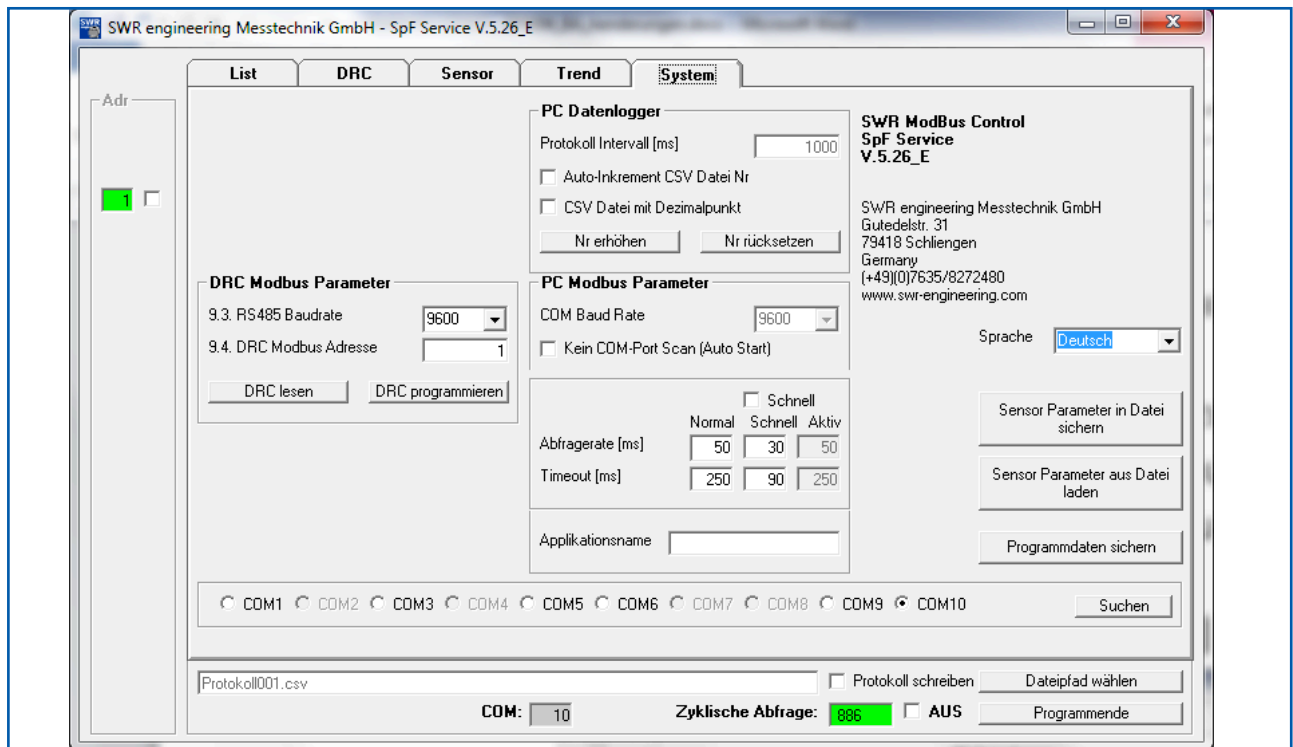 SWR engineering Messtechnik GmbH - SpF Service V.5.26_E
List DRC Sensor Trend System
Adr
1
PC Datenlogger
Protokoll Intervall [ms] 1000
Auto-Inkrement CSV Datei Nr
CSV Datei mit Dezimalpunkt
Nr erhöhen Nr rücksetzen
SWR ModBus Control
SpF Service
V.5.26_E
SWR engineering Messtechnik GmbH
Gutedelstr. 31
79418 Schliengen
Germany
(+49)(0)7635/8272480
www.swr-engineering.com
DRC Modbus Parameter
9.3. RS485 Baudrate 9600
9.4. DRC Modbus Adresse 1
DRC lesen DRC programmieren
PC Modbus Parameter
COM Baud Rate 9600
Kein COM-Port Scan (Auto Start)
Sprache Deutsch
Schnell
Normal Schnell Aktiv
Abfragerate [ms] 50 30 50
Timeout [ms] 250 90 250
Applikationsname
Sensor Parameter in Datei
sichern
Sensor Parameter aus Datei
laden
Programmdaten sichern
COM1 COM2 COM3 COM4 COM5 COM6 COM7 COM8 COM9 COM10 Suchen
Protokoll001.csv Protokoll schreiben Dateipfad wählen
COM: 10 Zyklische Abfrage: 886 AUS Programmende